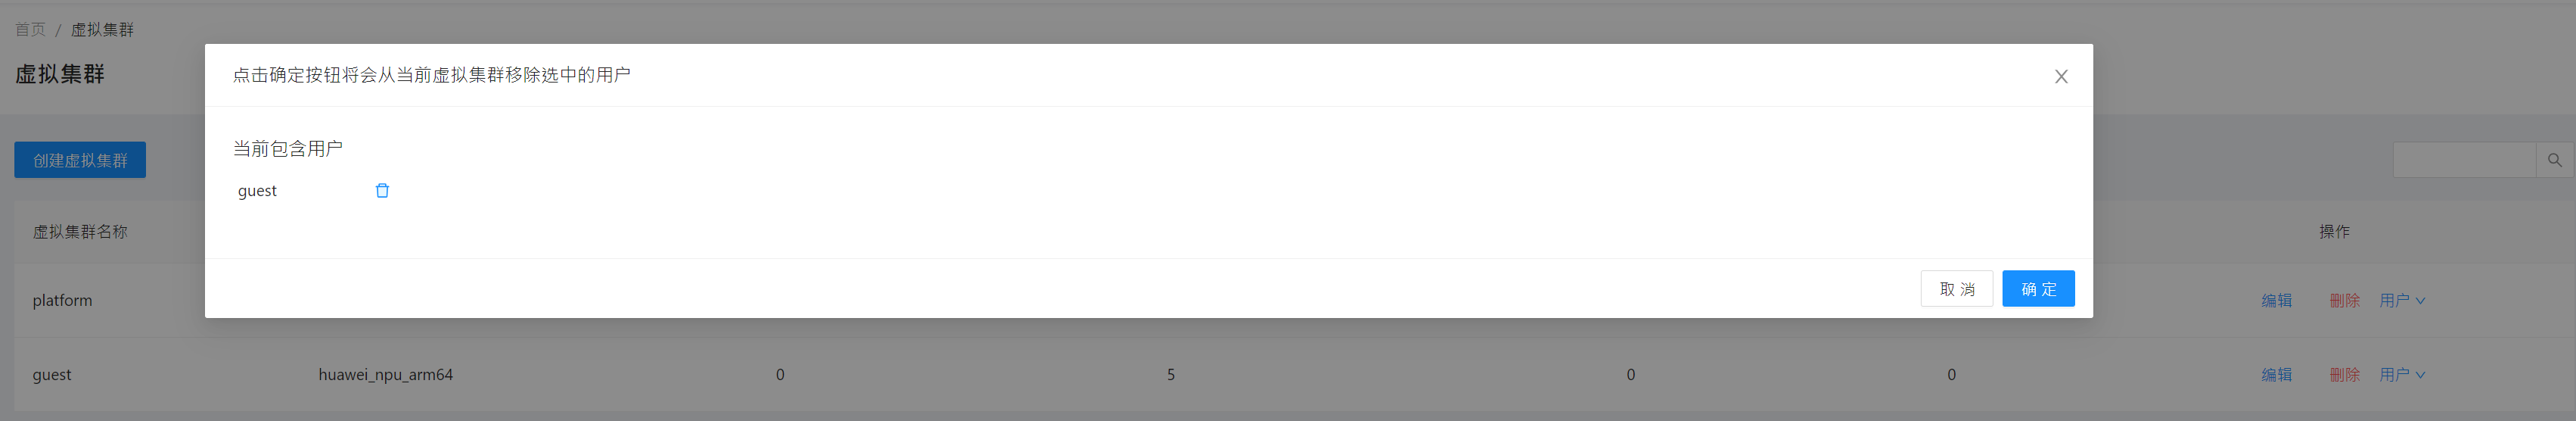 首页 / 虚拟集群
虚拟集群
点击确定按钮将会从当前虚拟集群移除选中的用户
当前包含用户
guest
取 消 确 定
创建虚拟集群
虚拟集群名称 操作
platform 编辑 删除 用户
guest huawei_npu_arm64 0 5 0 0 编辑 删除 用户